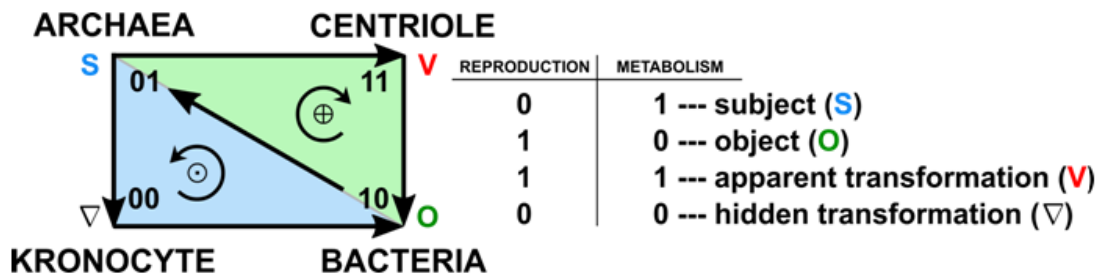 ARCHAEA CENTRIOLE
S 01 11 V
00 10
▽ O
KRONOCYTE BACTERIA
REPRODUCTION METABOLISM
0 1 --- subject (S)
1 0 --- object (O)
1 1 --- apparent transformation (V)
0 0 --- hidden transformation (▽)